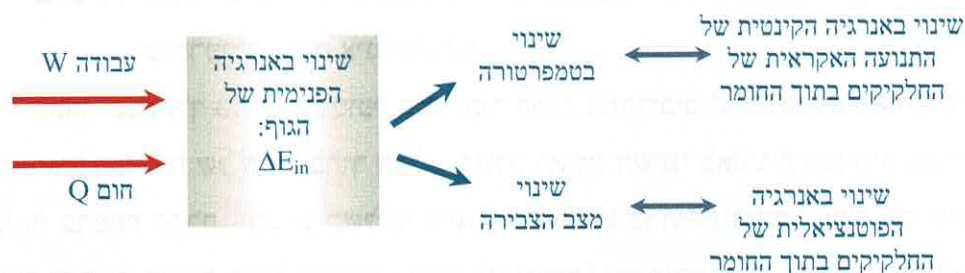 עבודה W
חום Q
שינוי באנרגיה
הפנימית של
הגוף:
ΔE_in
שינוי
בטמפרטורה
שינוי
מצב הצבירה
שינוי באנרגיה הקינטית של
התנועה האקראית של
החלקיקים בתוך החומר
שינוי באנרגיה
הפוטנציאלית של
החלקיקים בתוך החומר